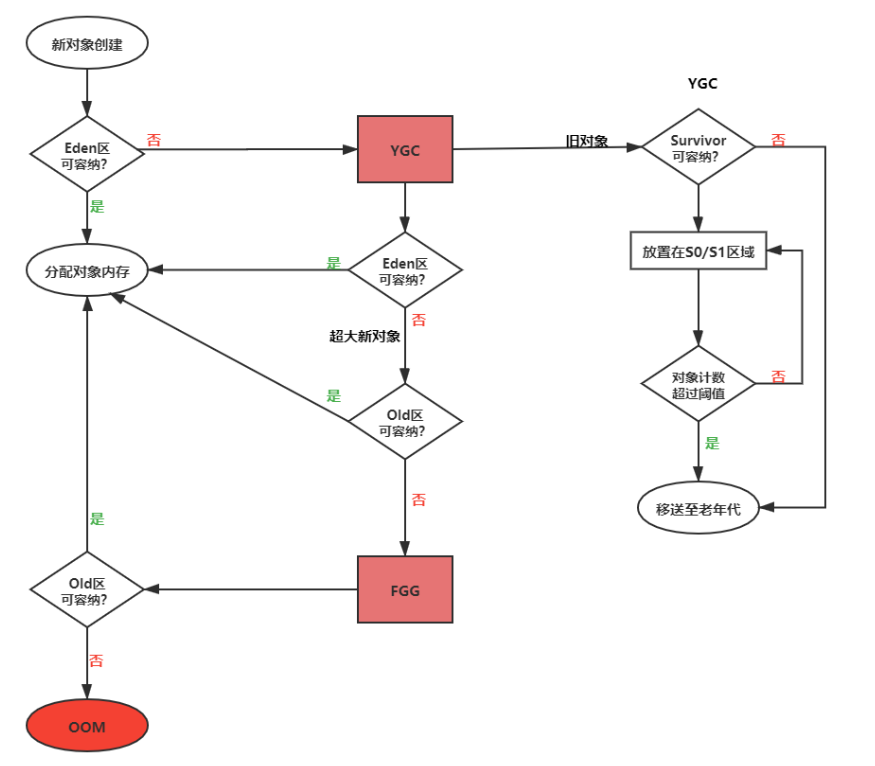 新对象创建
Eden区
可容纳?
否
是
分配对象内存
YGC
旧对象
Eden区
可容纳?
是
否
超大新对象
Old区
可容纳?
是
否
FGG
Old区
可容纳?
是
否
OOM
YGC
Survivor
可容纳?
否
放置在S0/S1区域
对象计数
超过阈值
否
是
移送至老年代